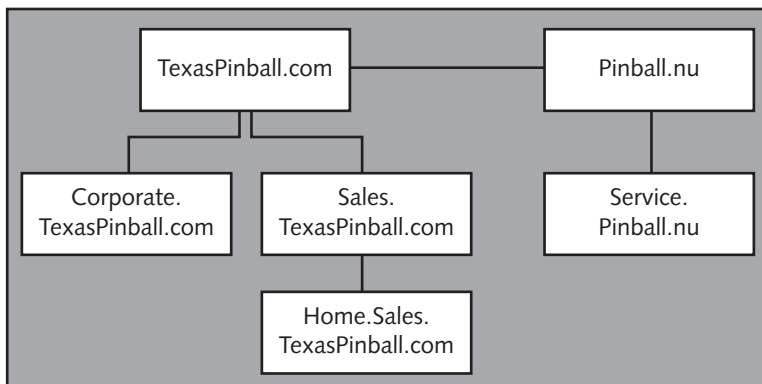 TexasPinball.com
Pinball.nu
Corporate.
TexasPinball.com
Sales.
TexasPinball.com
Service.
Pinball.nu
Home.Sales.
TexasPinball.com